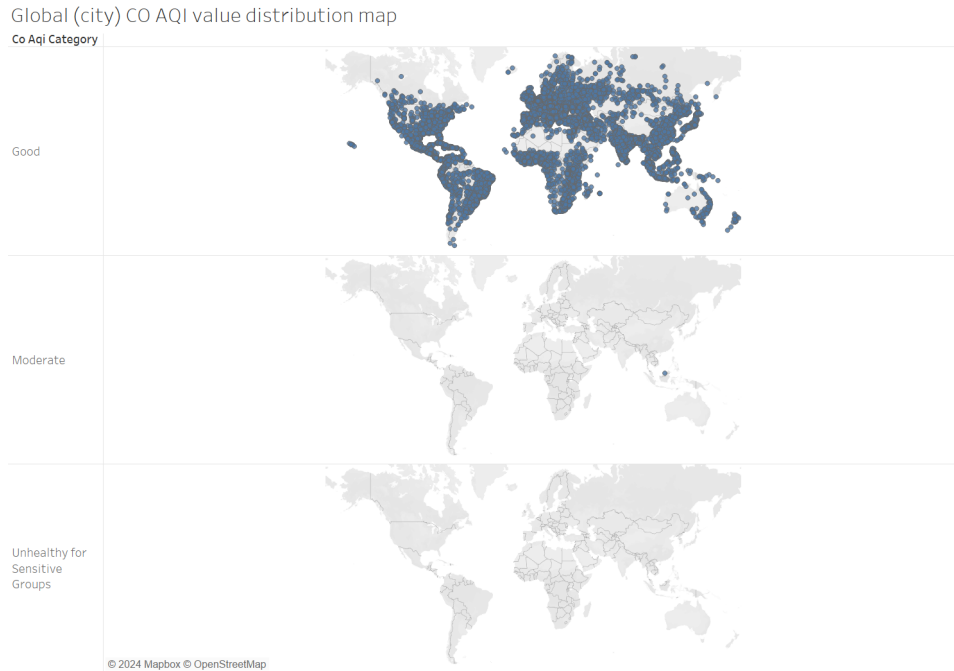 Global (city) CO AQI value distribution map
Co Aqi Category
Good
Moderate
Unhealthy for
Sensitive
Groups
© 2024 Mapbox © OpenStreetMap